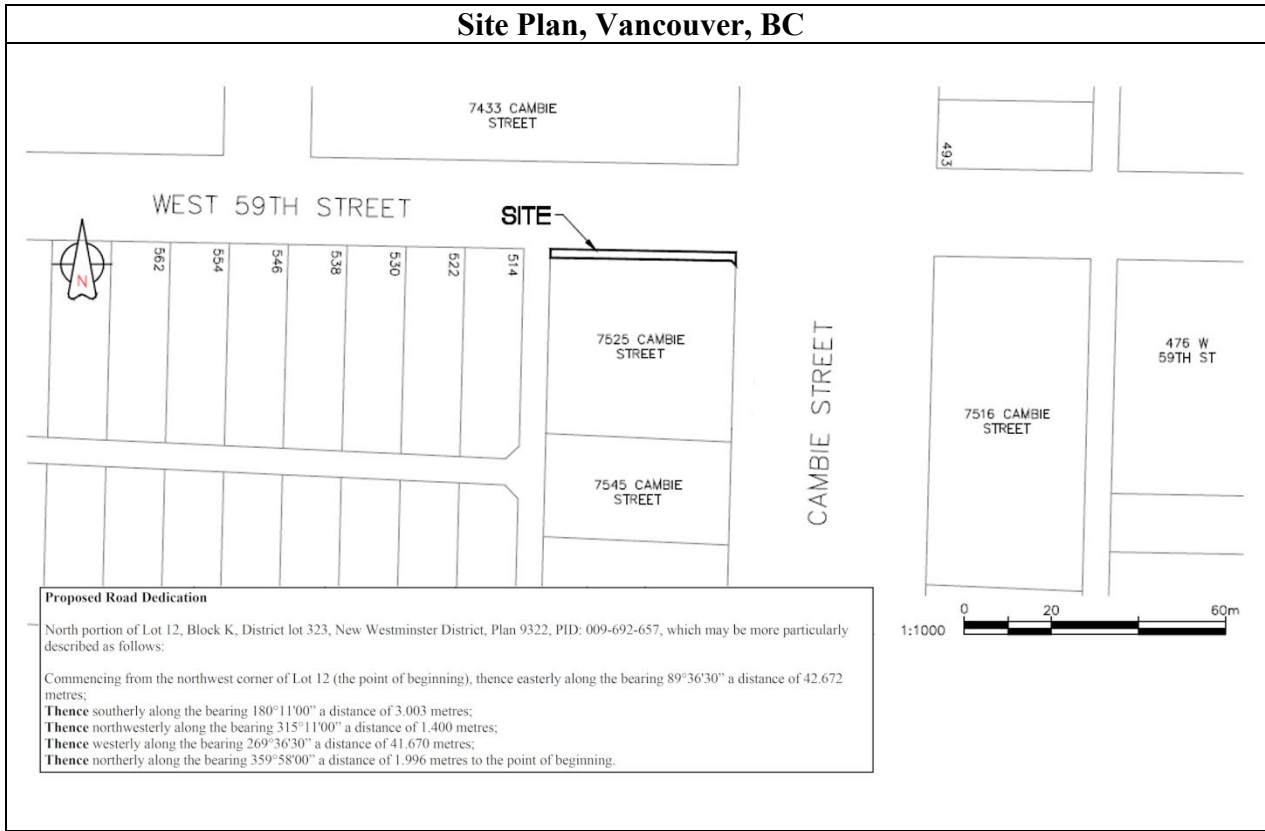 Site Plan, Vancouver, BC
7433 CAMBIE
STREET
493
WEST 59TH STREET
SITE
N
562
554
546
538
530
522
514
7525 CAMBIE
STREET
CAMBIE STREET
476 W
59TH ST
7516 CAMBIE
STREET
7545 CAMBIE
STREET
Proposed Road Dedication
North portion of Lot 12, Block K, District lot 323, New Westminster District, Plan 9322, PID: 009-692-657, which may be more particularly
described as follows:
Commencing from the northwest corner of Lot 12 (the point of beginning), thence easterly along the bearing 89°36'30” a distance of 42.672
metres;
Thence southerly along the bearing 180°11'00” a distance of 3.003 metres;
Thence northwesterly along the bearing 315°11'00” a distance of 1.400 metres;
Thence westerly along the bearing 269°36'30” a distance of 41.670 metres;
Thence northerly along the bearing 359°58'00” a distance of 1.996 metres to the point of beginning.
0 20 60m
1:1000